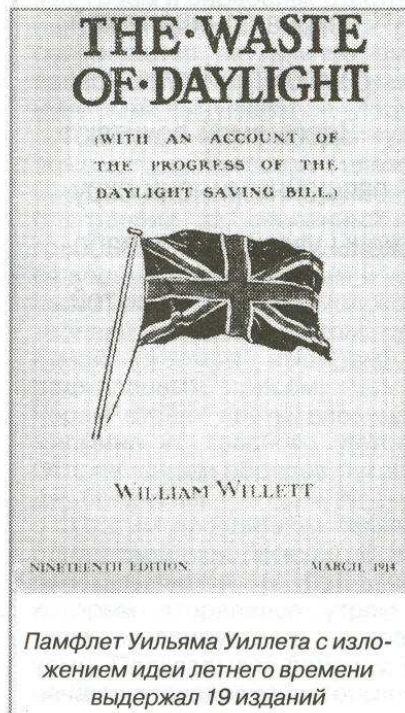 THE·WASTE
OF·DAYLIGHT
(WITH AN ACCOUNT OF
THE PROGRESS OF THE
DAYLIGHT SAVING BILL.)
WILLIAM WILLETT
NINETEENTH EDITION. MARCH 1914
Памфлет Уильяма Уиллета с изло-
жением идеи летнего времени
выдержал 19 изданий